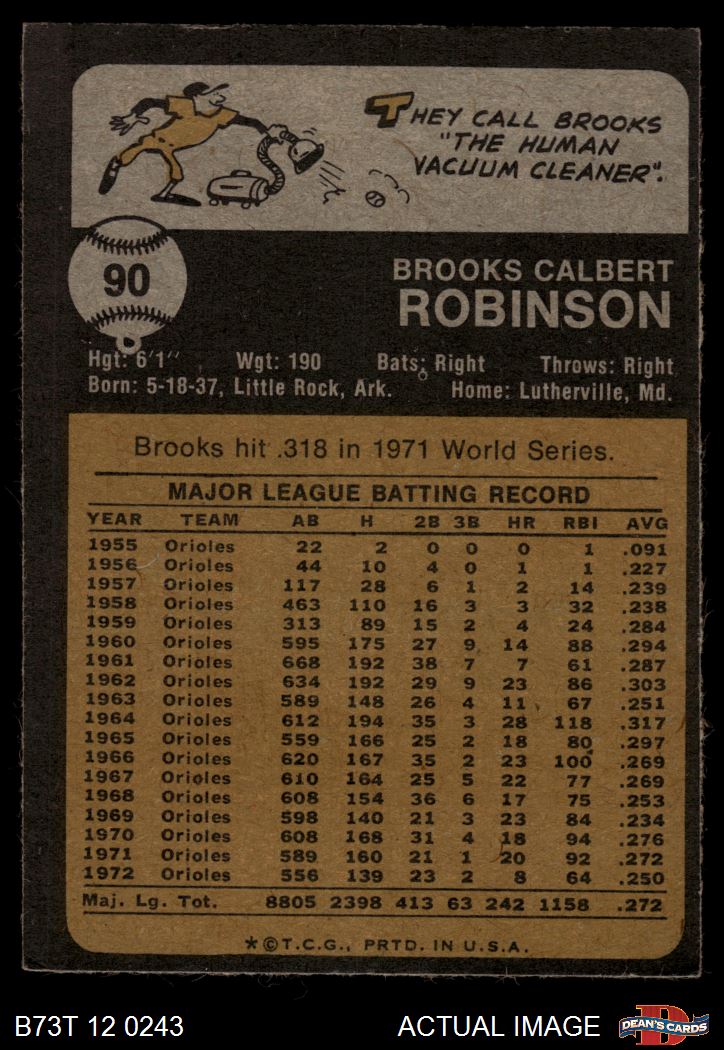 THEY CALL BROOKS
"THE HUMAN
VACUUM CLEANER".
90
BROOKS CALBERT
ROBINSON
Hgt: 6'1" Wgt: 190 Bats: Right Throws: Right
Born: 5-18-37, Little Rock, Ark. Home: Lutherville, Md.
Brooks hit .318 in 1971 World Series.
MAJOR LEAGUE BATTING RECORD
YEAR TEAM AB H 2B 3B HR RBI AVG
1955 Orioles 22 2 0 0 0 1 .091
1956 Orioles 44 10 4 0 1 1 .227
1957 Orioles 117 28 6 1 2 14 .239
1958 Orioles 463 110 16 3 3 32 .238
1959 Orioles 313 89 15 2 4 24 .284
1960 Orioles 595 175 27 9 14 88 .294
1961 Orioles 668 192 38 7 7 61 .287
1962 Orioles 634 192 29 9 23 86 .303
1963 Orioles 589 148 26 4 11 67 .251
1964 Orioles 612 194 35 3 28 118 .317
1965 Orioles 559 166 25 2 18 80 .297
1966 Orioles 620 167 35 2 23 100 .269
1967 Orioles 610 164 25 5 22 77 .269
1968 Orioles 608 154 36 6 17 75 .253
1969 Orioles 598 140 21 3 23 84 .234
1970 Orioles 608 168 31 4 18 94 .276
1971 Orioles 589 160 21 1 20 92 .272
1972 Orioles 556 139 23 2 8 64 .250
Maj. Lg. Tot. 8805 2398 413 63 242 1158 .272
*©T.C.G., PRTD. IN U.S.A.
B73T 12 0243 ACTUAL IMAGE DEAN'S CARDS